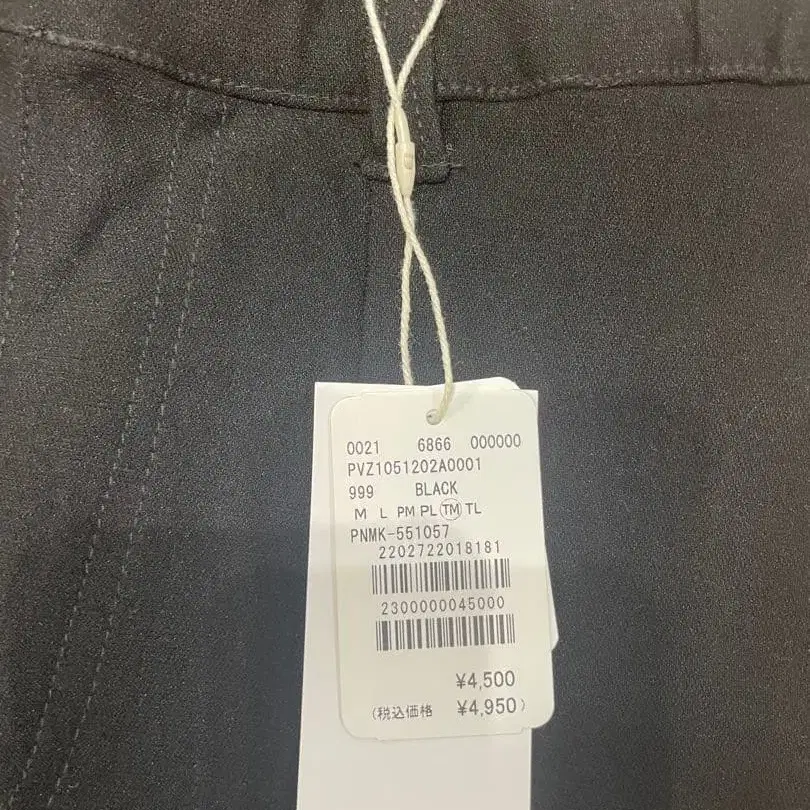 0021 6866 000000
PVZ1051202A0001
999 BLACK
M L PM PL TM TL
PNMK-551057
2202722018181
2300000045000
¥4,500
(税込価格 ¥4,950)